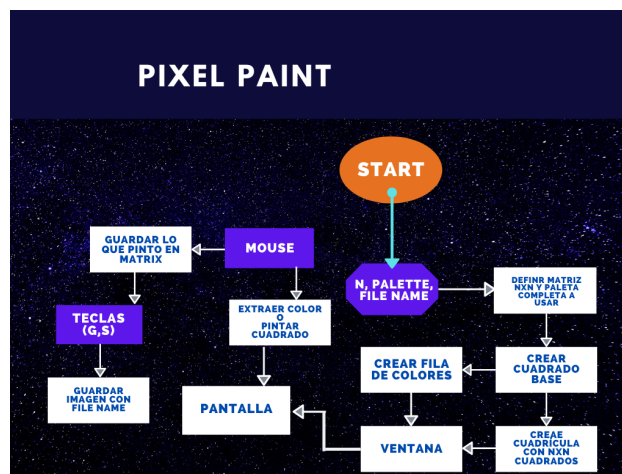 PIXEL PAINT
START
GUARDAR LO
QUE PINTO EN
MATRIX
MOUSE
N, PALETTE,
FILE NAME
DEFINR MATRIZ
NXN Y PALETA
COMPLETA A
USAR
TECLAS
(G,S)
EXTRAER COLOR
O
PINTAR
CUADRADO
CREAR FILA
DE COLORES
CREAR
CUADRADO
BASE
GUARDAR
IMAGEN CON
FILE NAME
PANTALLA
VENTANA
CREAE
CUADRÍCULA
CON NXN
CUADRADOS